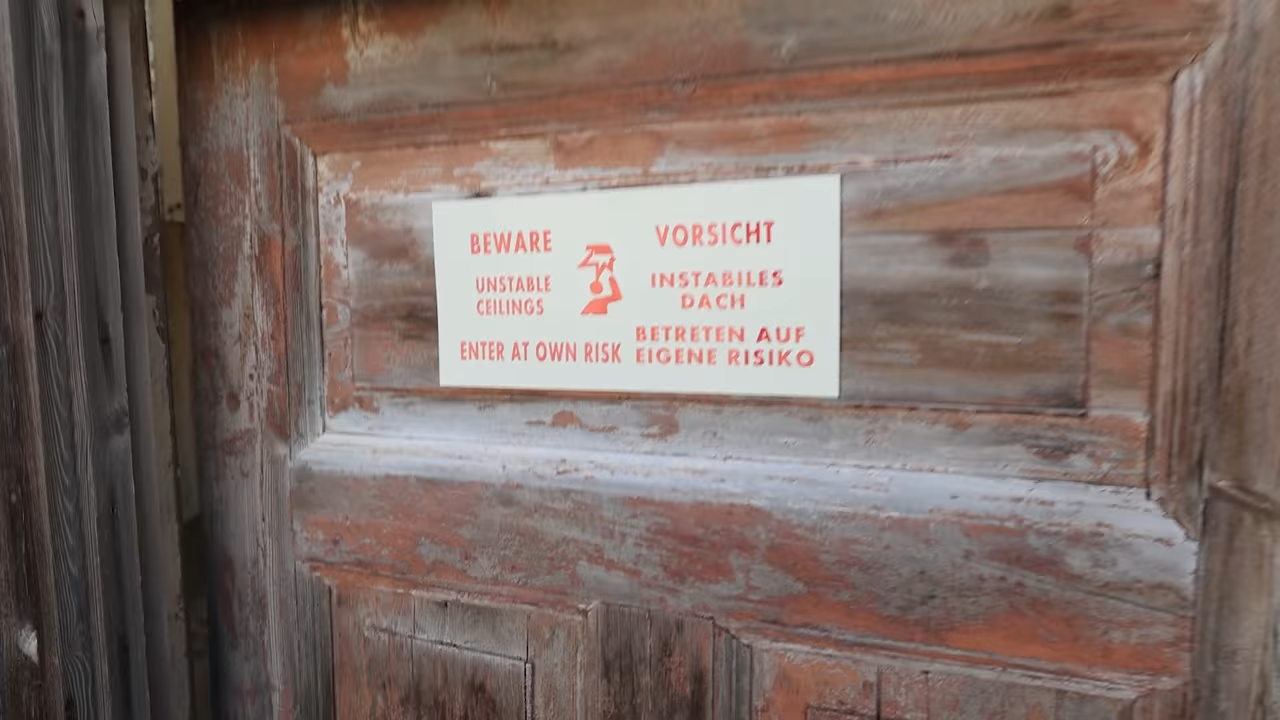 BEWARE
UNSTABLE
CEILINGS
ENTER AT OWN RISK
VORSICHT
INSTABILES
DACH
BETRETEN AUF
EIGENE RISIKO